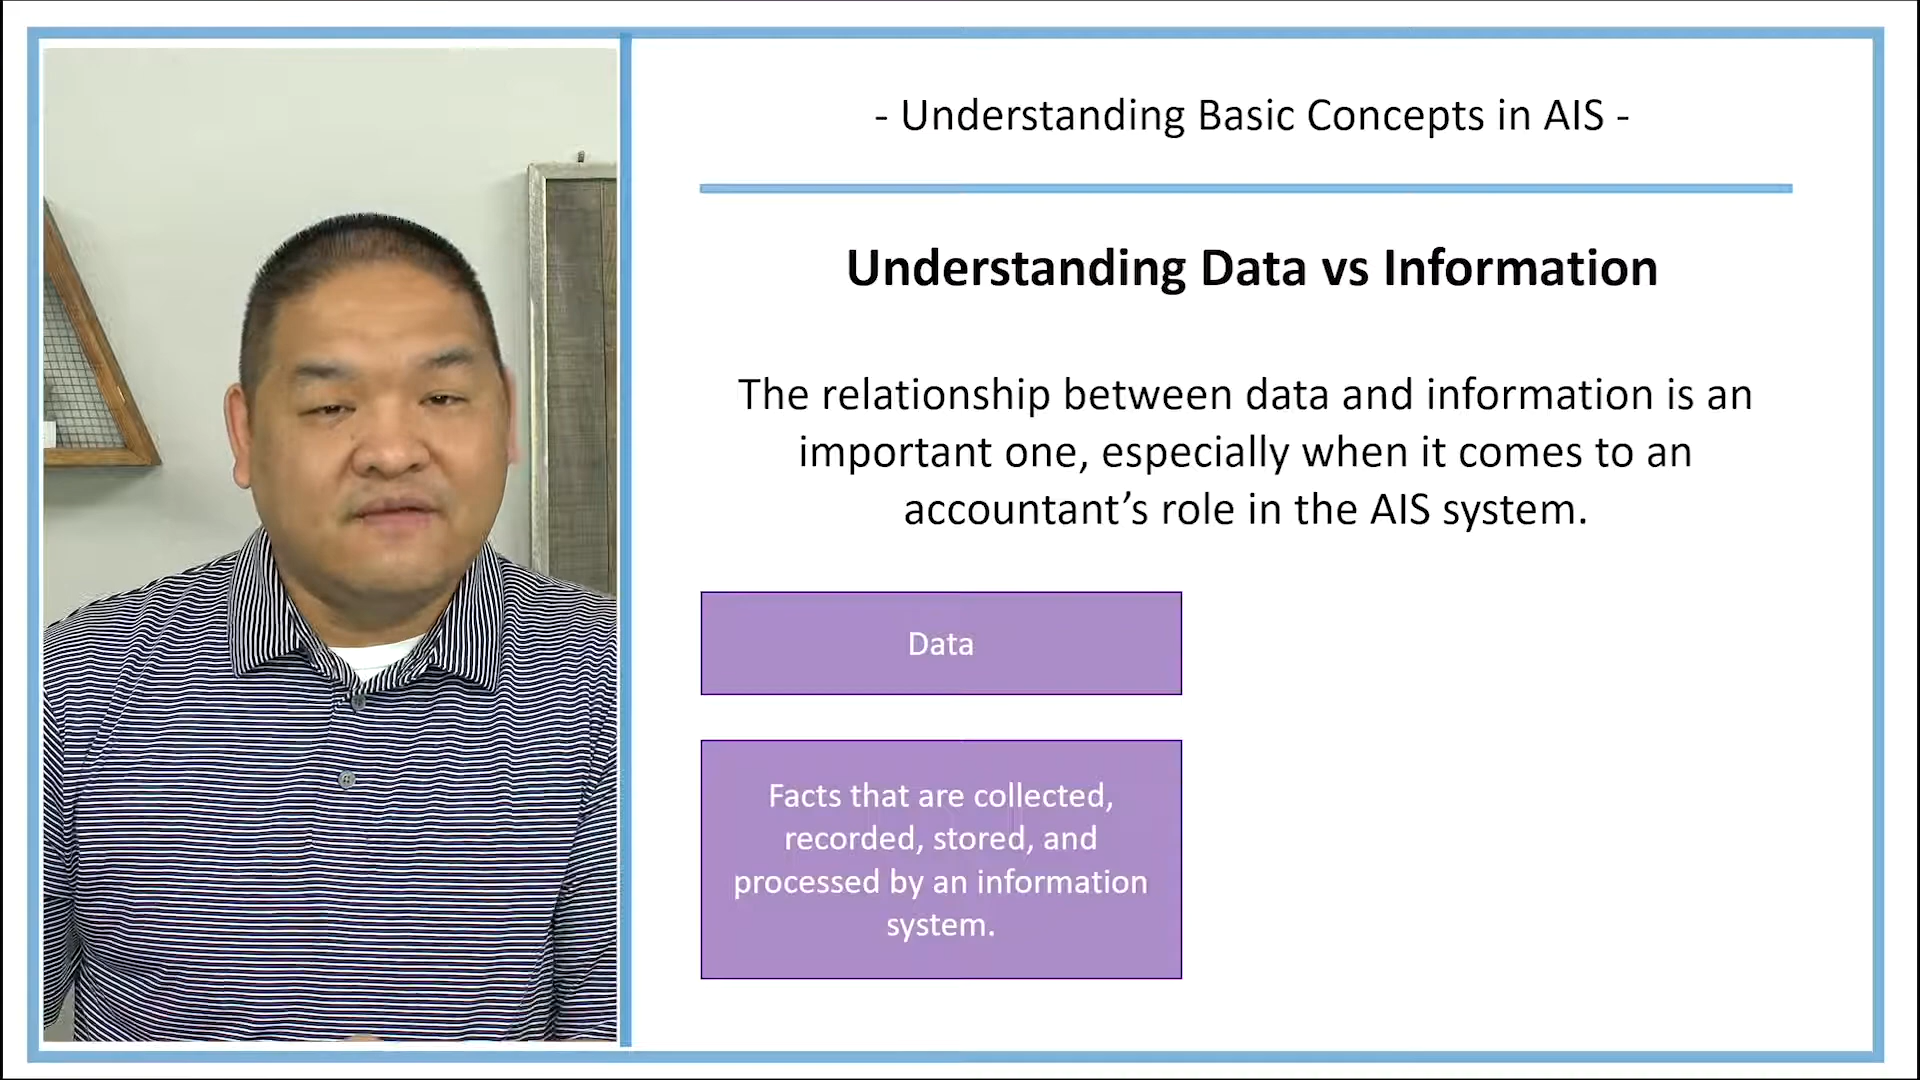 - Understanding Basic Concepts in AIS -
Understanding Data vs Information
The relationship between data and information is an
important one, especially when it comes to an
accountant’s role in the AIS system.
Data
Facts that are collected,
recorded, stored, and
processed by an information
system.